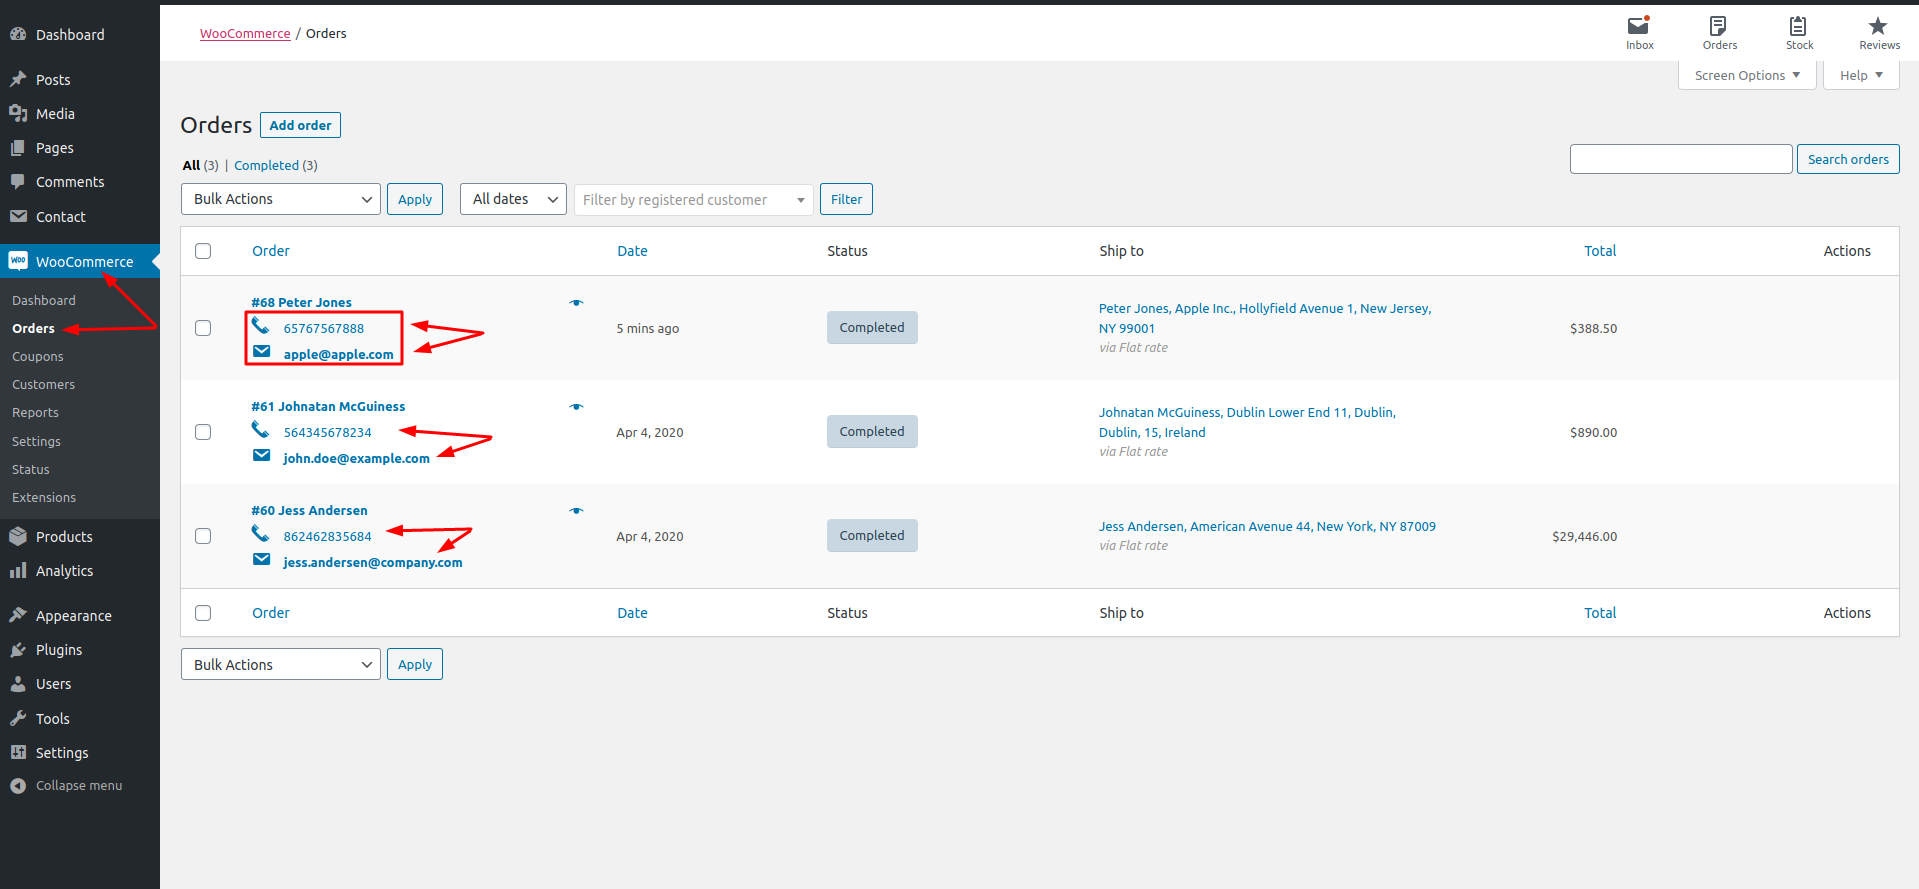 WooCommerce / Orders
Inbox
Orders
Stock
Reviews
Screen Options
Help
Dashboard
Posts
Media
Pages
Comments
Contact
Woo WooCommerce
Dashboard
Orders
Coupons
Customers
Reports
Settings
Status
Extensions
Products
Analytics
Appearance
Plugins
Users
Tools
Settings
Collapse menu
Orders Add order
All (3) | Completed (3)
Search orders
Bulk Actions Apply All dates Filter by registered customer Filter
Order Date Status Ship to Total Actions
#68 Peter Jones
65767567888
apple@apple.com
5 mins ago
Completed
Peter Jones, Apple Inc., Hollyfield Avenue 1, New Jersey,
NY 99001
via Flat rate
$388.50
#61 Johnatan McGuiness
564345678234
john.doe@example.com
Apr 4, 2020
Completed
Johnatan McGuiness, Dublin Lower End 11, Dublin,
Dublin, 15, Ireland
via Flat rate
$890.00
#60 Jess Andersen
862462835684
jess.andersen@company.com
Apr 4, 2020
Completed
Jess Andersen, American Avenue 44, New York, NY 87009
via Flat rate
$29,446.00
Order Date Status Ship to Total Actions
Bulk Actions Apply